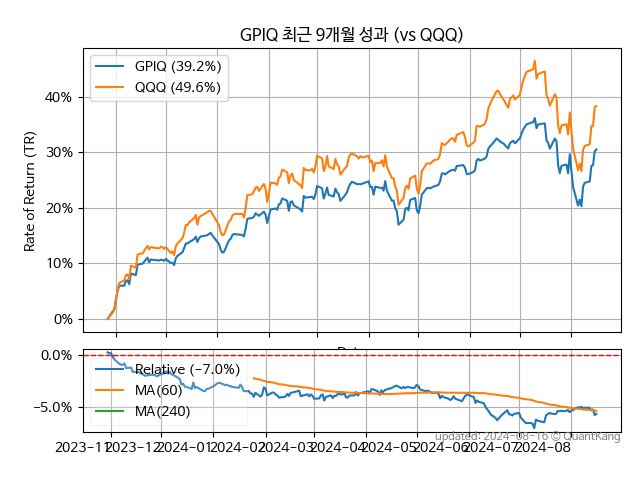 GPIQ 최근 9개월 성과 (vs QQQ)
GPIQ (39.2%)
QQQ (49.6%)
Rate of Return (TR)
40%
30%
20%
10%
0%
0.0%
−5.0%
Relative (−7.0%)
MA(60)
MA(240)
2023-11 2023-12 2024-01 2024-02 2024-03 2024-04 2024-05 2024-06 2024-07 2024-08
updated: 2024-08-16 © QuantKang